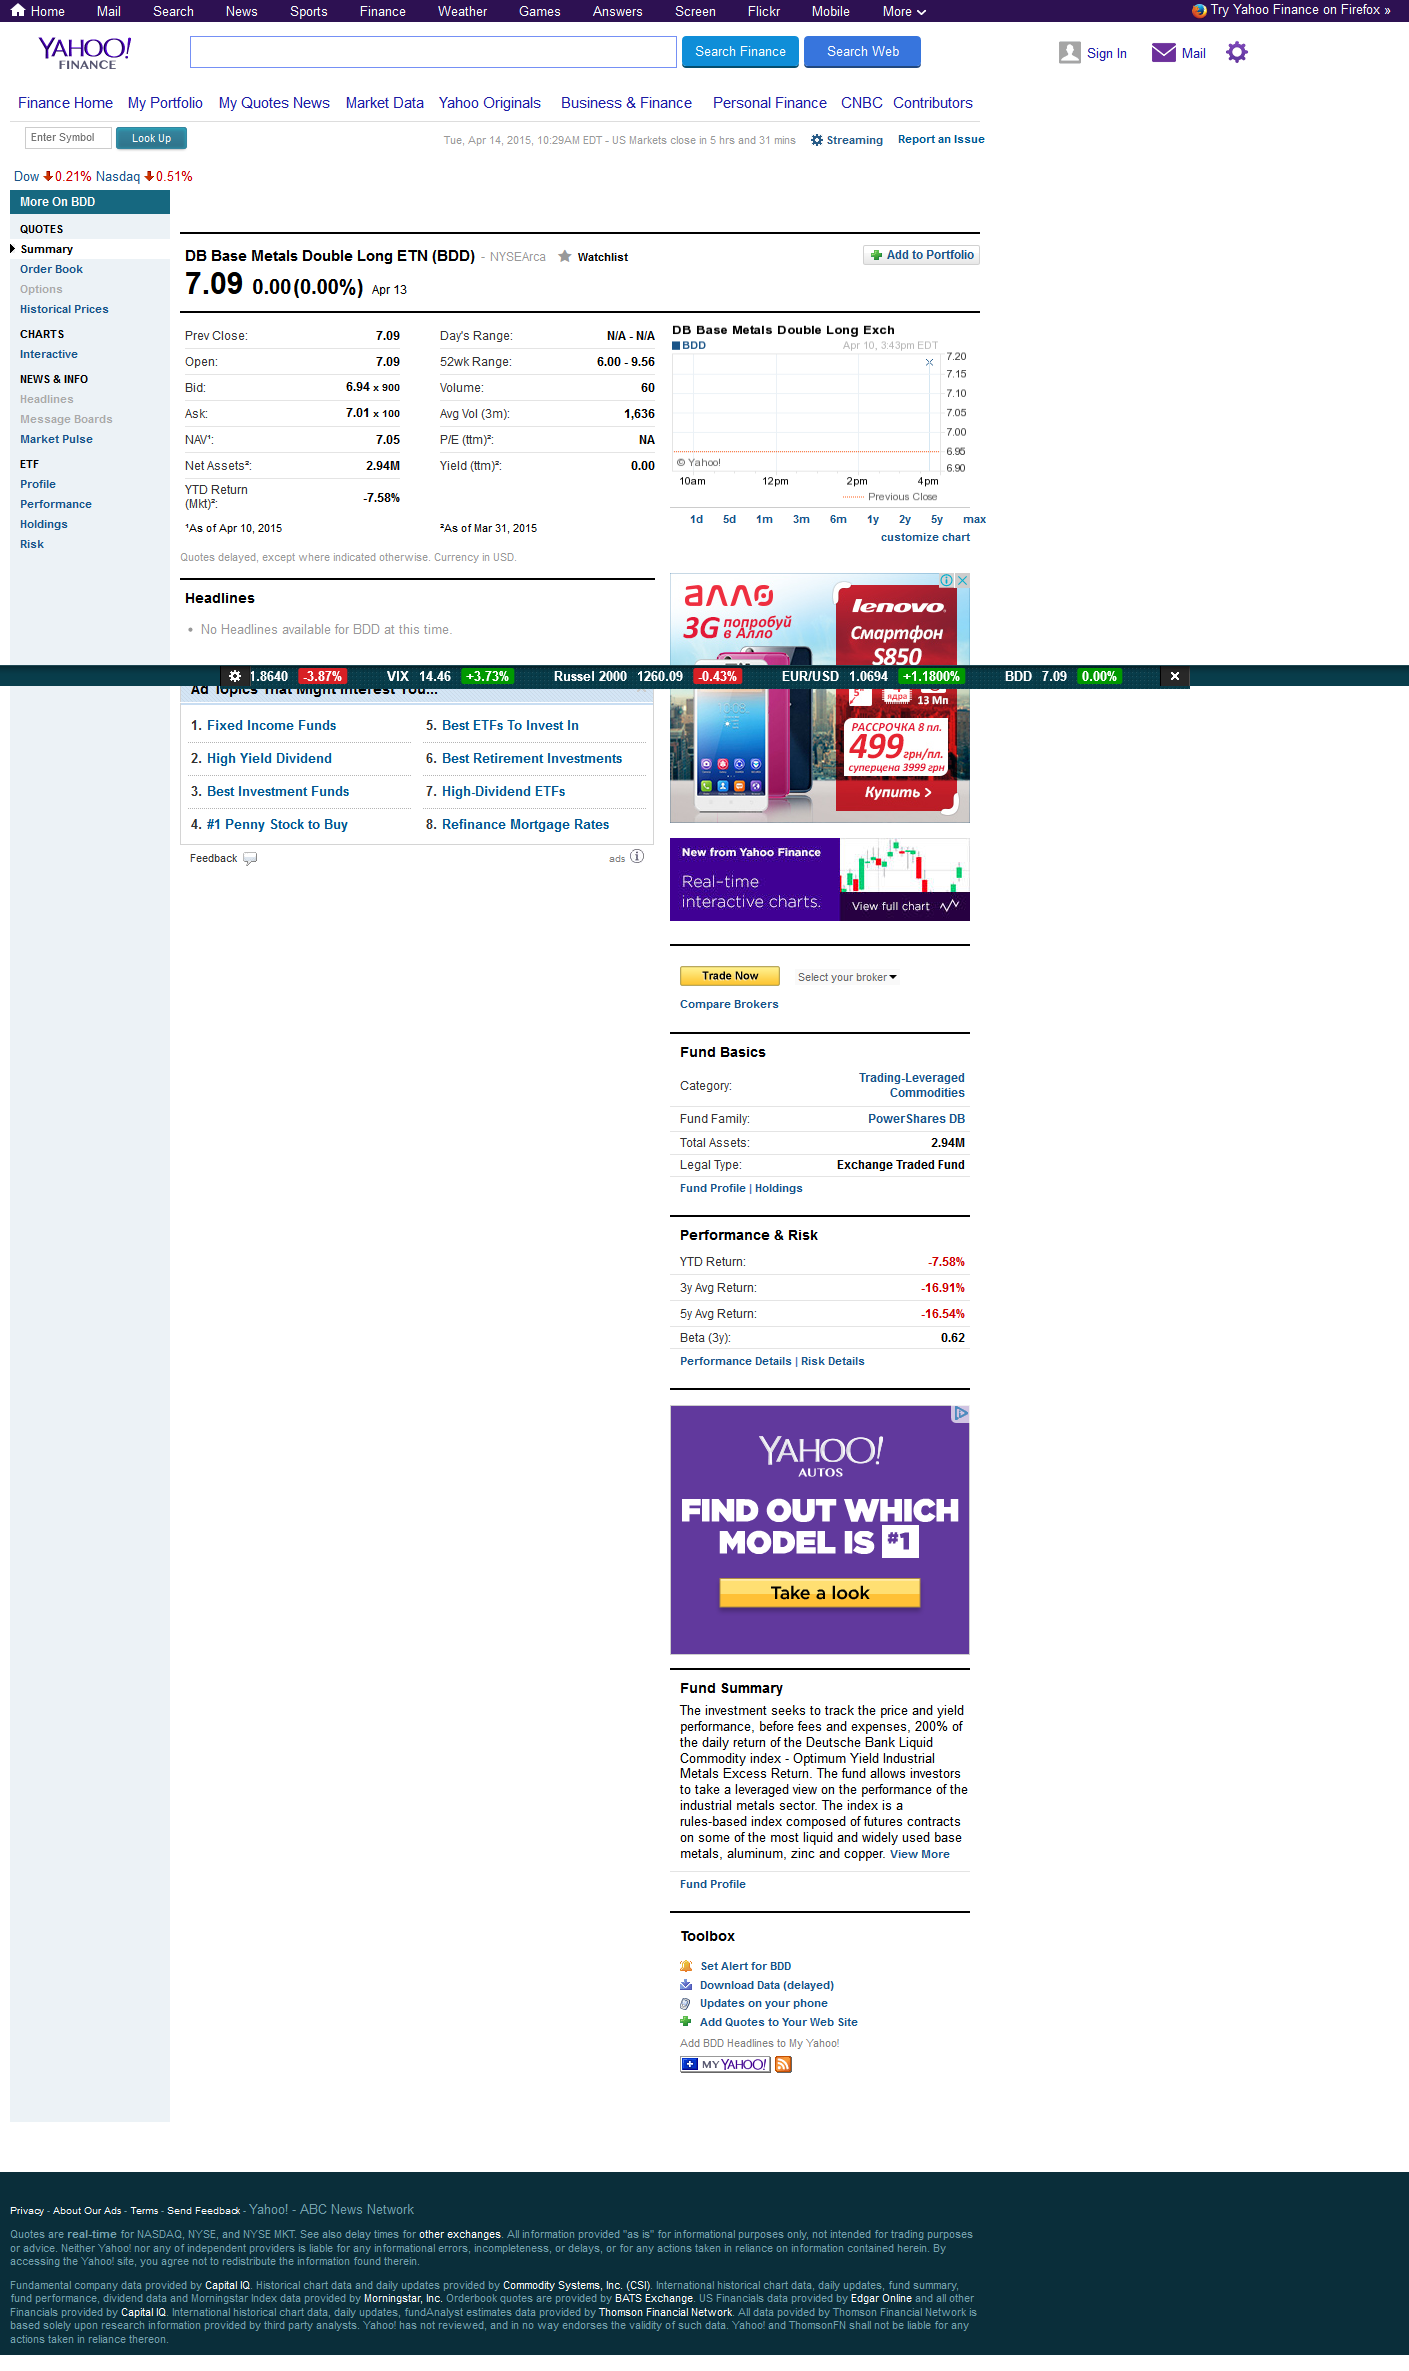 Home Mail Search News Sports Finance Weather Games Answers Screen Flickr Mobile More Try Yahoo Finance on Firefox »
YAHOO!
FINANCE
Search Finance Search Web
Sign In Mail
Finance Home My Portfolio My Quotes News Market Data Yahoo Originals Business & Finance Personal Finance CNBC Contributors
Enter Symbol Look Up
Tue, Apr 14, 2015, 10:29AM EDT - US Markets close in 5 hrs and 31 mins Streaming Report an Issue
Dow 0.21% Nasdaq 0.51%
More On BDD
QUOTES
Summary
Order Book
Options
Historical Prices
CHARTS
Interactive
NEWS & INFO
Headlines
Message Boards
Market Pulse
ETF
Profile
Performance
Holdings
Risk
DB Base Metals Double Long ETN (BDD) - NYSEArca Watchlist
Add to Portfolio
7.09 0.00(0.00%) Apr 13
Prev Close: 7.09
Open: 7.09
Bid: 6.94 x 900
Ask: 7.01 x 100
NAV¹: 7.05
Net Assets²: 2.94M
YTD Return
(Mkt)²: -7.58%
¹As of Apr 10, 2015
Day's Range: N/A - N/A
52wk Range: 6.00 - 9.56
Volume: 60
Avg Vol (3m): 1,636
P/E (ttm)²: NA
Yield (ttm)²: 0.00
²As of Mar 31, 2015
Quotes delayed, except where indicated otherwise. Currency in USD.
DB Base Metals Double Long Exch
BDD Apr 10, 3:43pm EDT
7.20
7.15
7.10
7.05
7.00
6.95
6.90
© Yahoo!
10am 12pm 2pm 4pm
Previous Close
1d 5d 1m 3m 6m 1y 2y 5y max
customize chart
Headlines
No Headlines available for BDD at this time.
1.8640 -3.87% VIX 14.46 +3.73% Russel 2000 1260.09 -0.43% EUR/USD 1.0694 +1.1800% BDD 7.09 0.00%
Ad Topics That Might Interest You...
1. Fixed Income Funds
2. High Yield Dividend
3. Best Investment Funds
4. #1 Penny Stock to Buy
5. Best ETFs To Invest In
6. Best Retirement Investments
7. High-Dividend ETFs
8. Refinance Mortgage Rates
Feedback ads
алло
3G попробуй
в Алло
lenovo
Смартфон
S850
5"
ядра
13 Мп
РАССРОЧКА 8 пл.
499 грн/пл.
суперцена 3999 грн
Купить >
New from Yahoo Finance
Real-time
interactive charts.
View full chart
Trade Now Select your broker
Compare Brokers
Fund Basics
Category: Trading-Leveraged
Commodities
Fund Family: PowerShares DB
Total Assets: 2.94M
Legal Type: Exchange Traded Fund
Fund Profile | Holdings
Performance & Risk
YTD Return: -7.58%
3y Avg Return: -16.91%
5y Avg Return: -16.54%
Beta (3y): 0.62
Performance Details | Risk Details
YAHOO!
AUTOS
FIND OUT WHICH
MODEL IS #1
Take a look
Fund Summary
The investment seeks to track the price and yield
performance, before fees and expenses, 200% of
the daily return of the Deutsche Bank Liquid
Commodity index - Optimum Yield Industrial
Metals Excess Return. The fund allows investors
to take a leveraged view on the performance of the
industrial metals sector. The index is a
rules-based index composed of futures contracts
on some of the most liquid and widely used base
metals, aluminum, zinc and copper. View More
Fund Profile
Toolbox
Set Alert for BDD
Download Data (delayed)
Updates on your phone
Add Quotes to Your Web Site
Add BDD Headlines to My Yahoo!
MY YAHOO!
Privacy - About Our Ads - Terms - Send Feedback - Yahoo! - ABC News Network
Quotes are real-time for NASDAQ, NYSE, and NYSE MKT. See also delay times for other exchanges. All information provided "as is" for informational purposes only, not intended for trading purposes
or advice. Neither Yahoo! nor any of independent providers is liable for any informational errors, incompleteness, or delays, or for any actions taken in reliance on information contained herein. By
accessing the Yahoo! site, you agree not to redistribute the information found therein.
Fundamental company data provided by Capital IQ. Historical chart data and daily updates provided by Commodity Systems, Inc. (CSI). International historical chart data, daily updates, fund summary,
fund performance, dividend data and Morningstar Index data provided by Morningstar, Inc. Orderbook quotes are provided by BATS Exchange. US Financials data provided by Edgar Online and all other
Financials provided by Capital IQ. International historical chart data, daily updates, fundAnalyst estimates data provided by Thomson Financial Network. All data povided by Thomson Financial Network is
based solely upon research information provided by third party analysts. Yahoo! has not reviewed, and in no way endorses the validity of such data. Yahoo! and ThomsonFN shall not be liable for any
actions taken in reliance thereon.